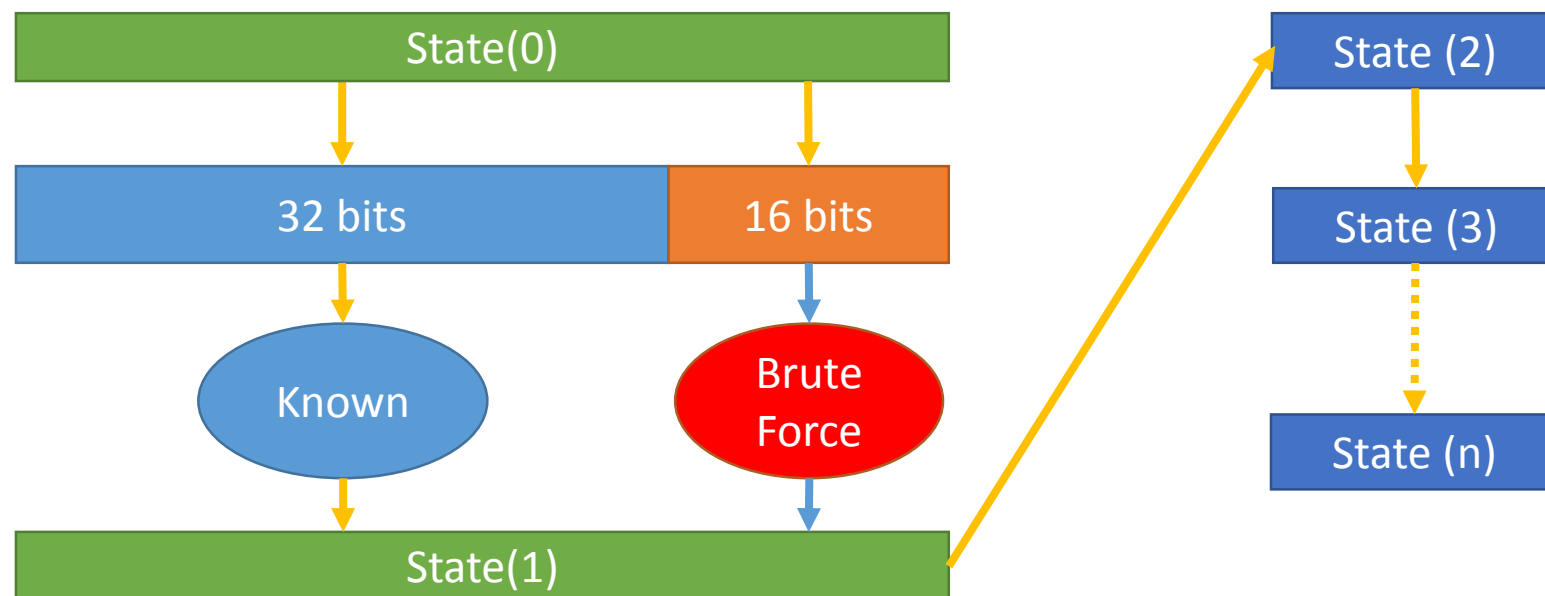 State(0)
32 bits
16 bits
Known
Brute
Force
State(1)
State (2)
State (3)
State (n)